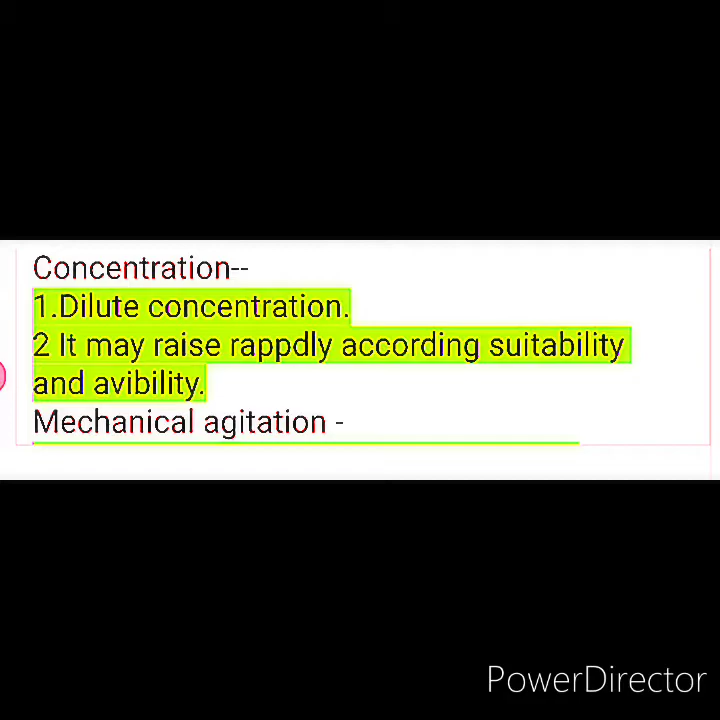 Concentration--
1.Dilute concentration.
2 It may raise rappdly according suitability
and avibility.
Mechanical agitation -
PowerDirector